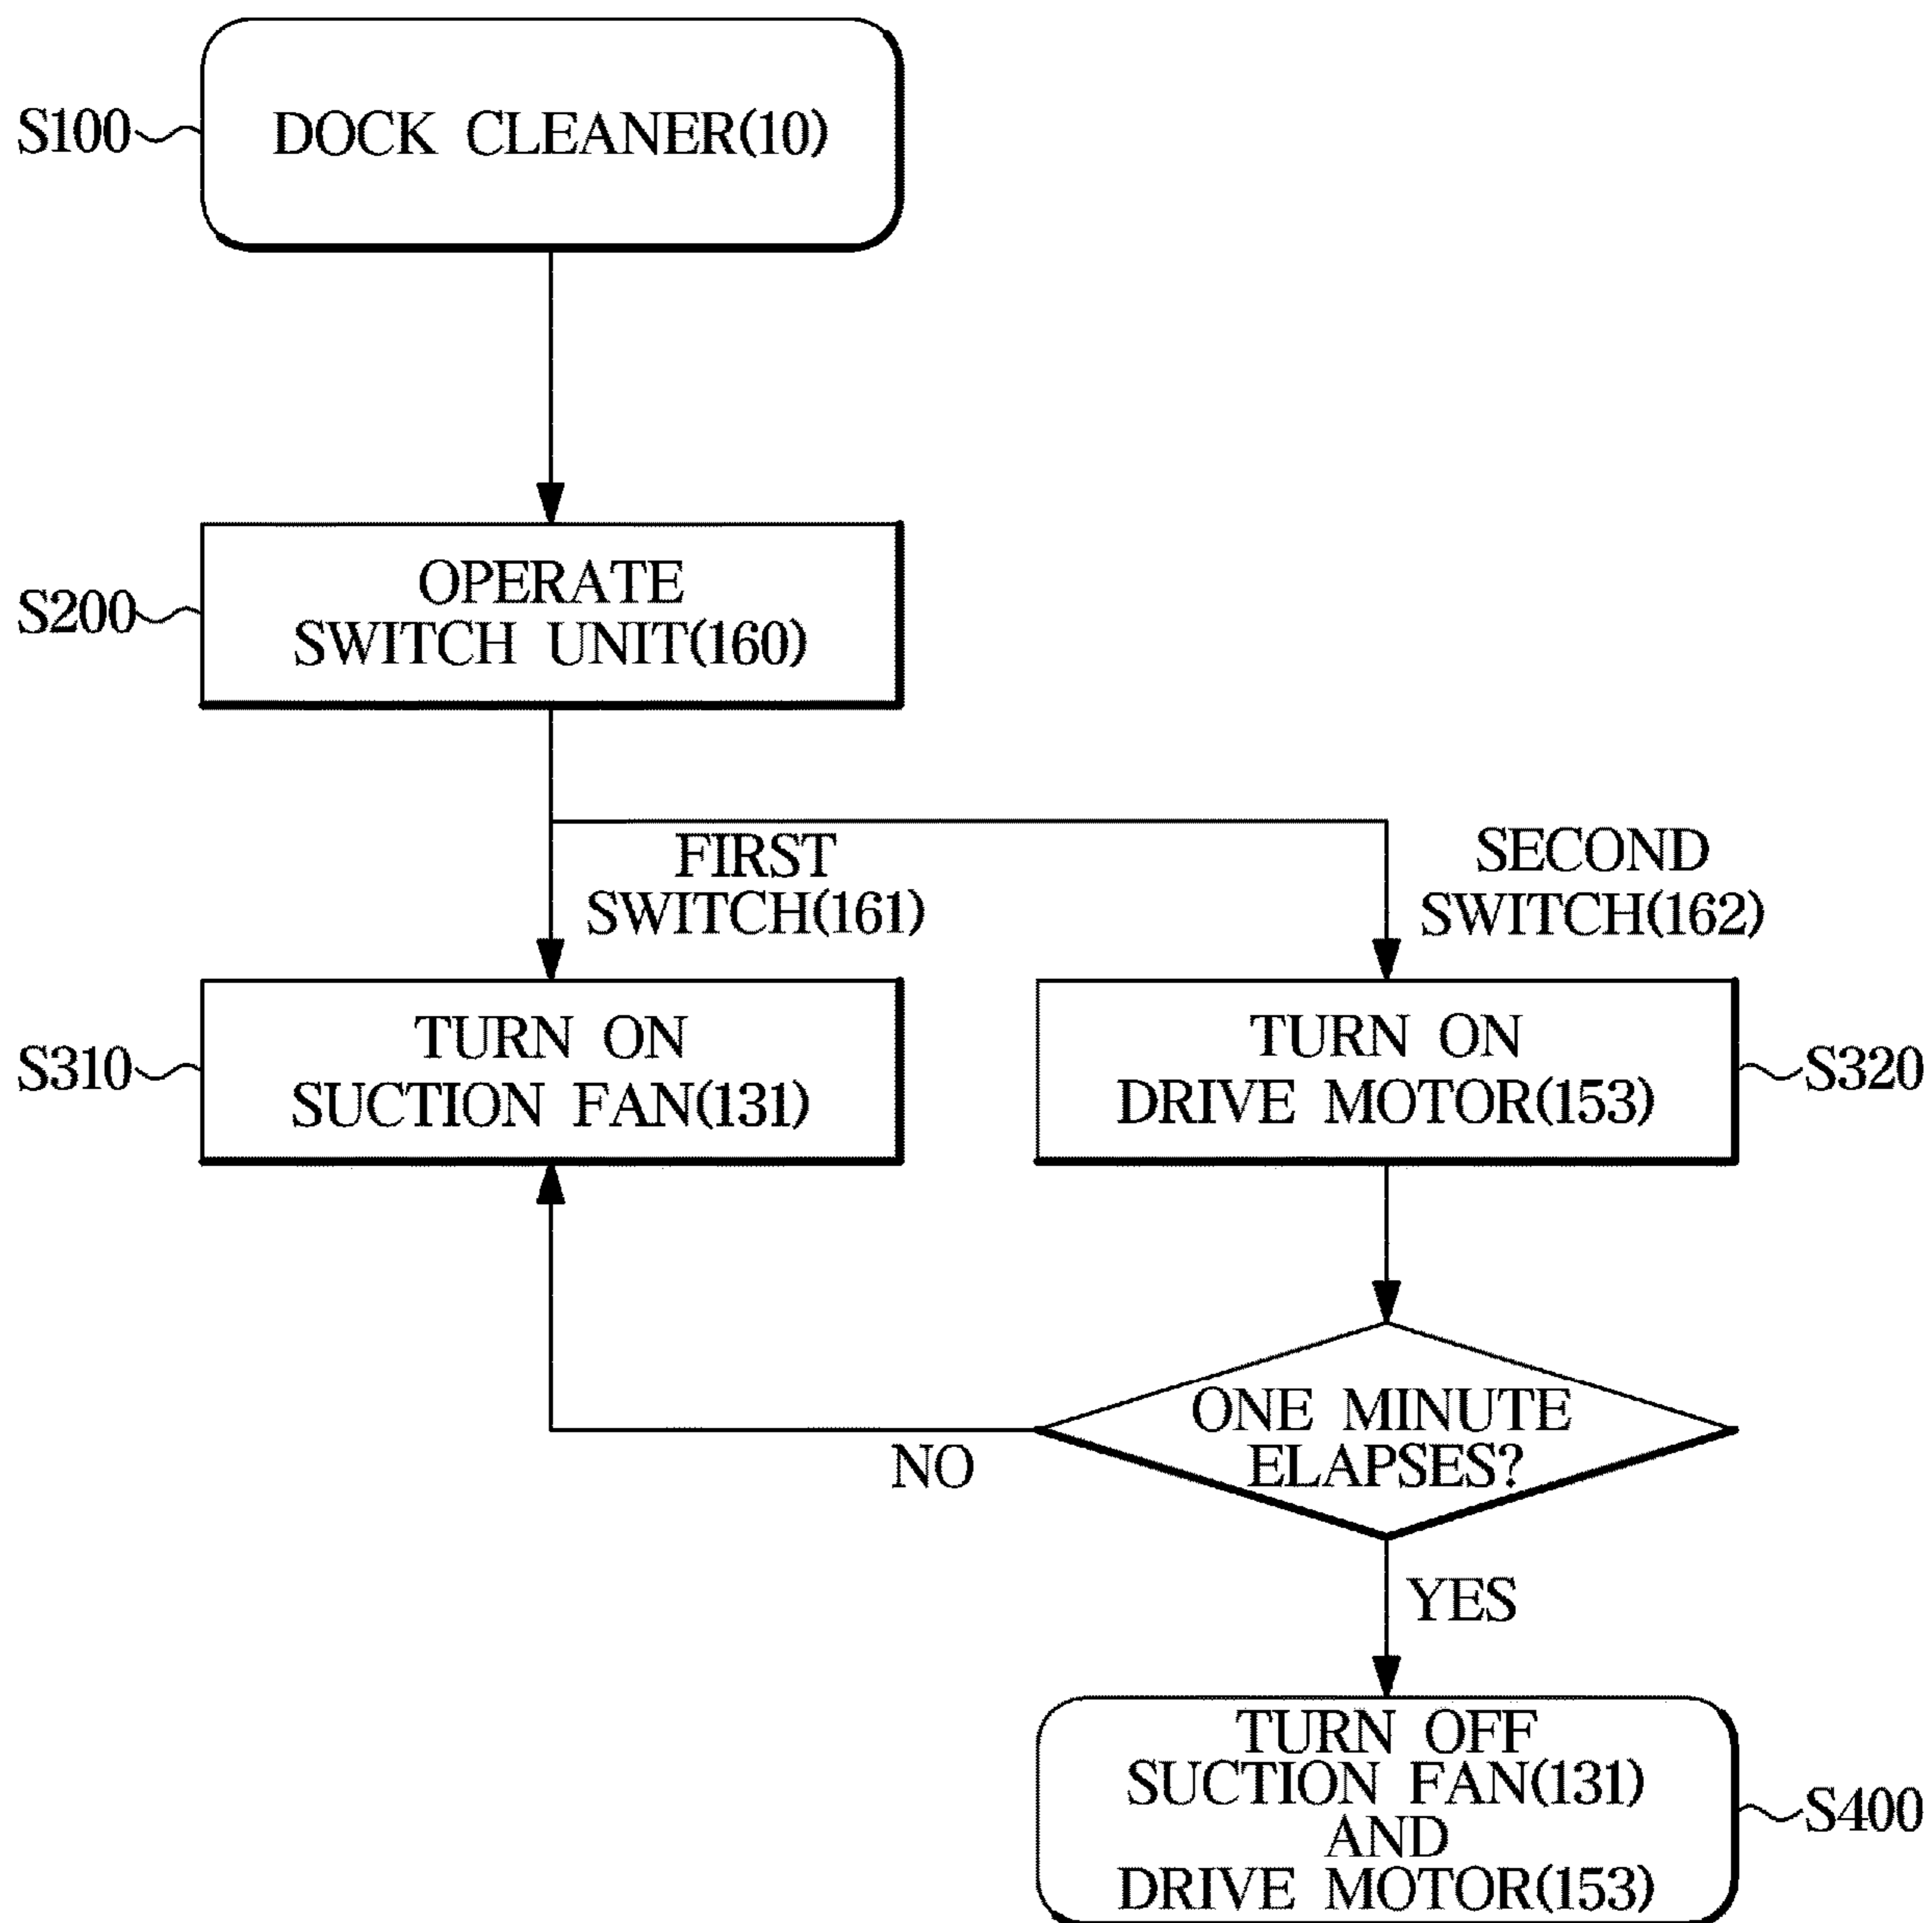 S100
DOCK CLEANER(10)
S200
OPERATE
SWITCH UNIT(160)
FIRST
SWITCH(161)
SECOND
SWITCH(162)
S310
TURN ON
SUCTION FAN(131)
TURN ON
DRIVE MOTOR(153)
S320
ONE MINUTE
ELAPSES?
NO
YES
TURN OFF
SUCTION FAN(131)
AND
DRIVE MOTOR(153)
S400